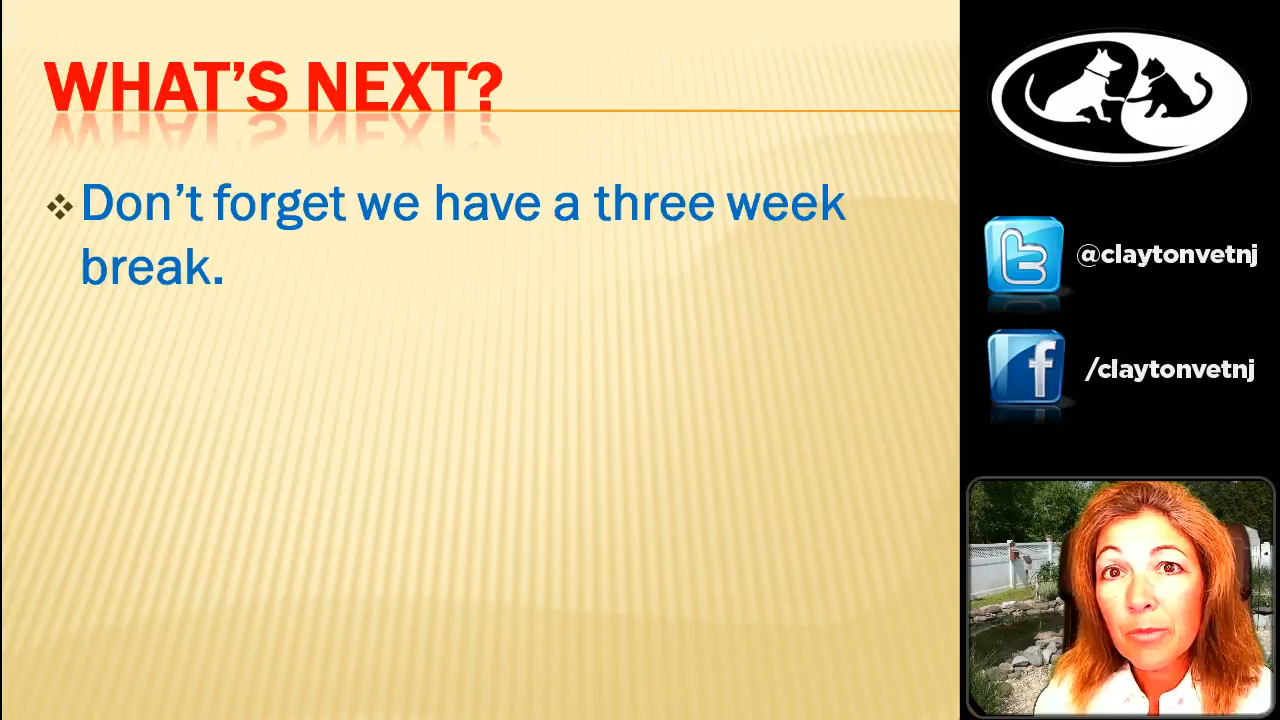 WHAT'S NEXT?
Don't forget we have a three week
break.
@claytonvetnj
/claytonvetnj